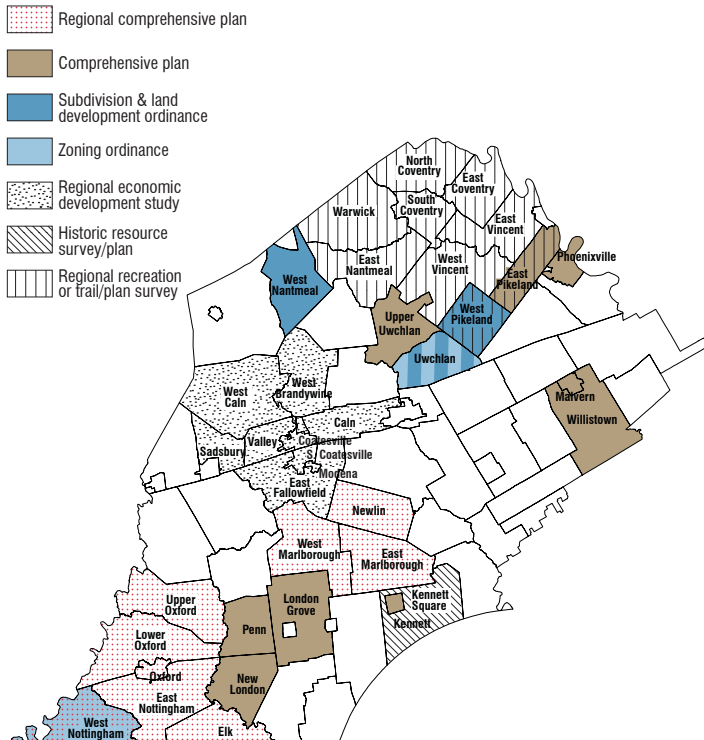 Regional comprehensive plan
Comprehensive plan
Subdivision & land
development ordinance
Zoning ordinance
Regional economic
development study
Historic resource
survey/plan
Regional recreation
or trail/plan survey
North
Coventry
East
Coventry
South
Coventry
Warwick
East
Vincent
East
Nantmeal
West
Vincent
Phoenixville
East
Pikeland
West
Nantmeal
West
Pikeland
Upper
Uwchlan
Uwchlan
West
Caln
West
Brandywine
Malvern
Willistown
Caln
Valley
Coatesville
Sadsbury
S. Coatesville
Modena
East
Fallowfield
Newlin
West
Marlborough
East
Marlborough
Upper
Oxford
London
Grove
Kennett
Square
Kennett
Penn
Lower
Oxford
Oxford
New
London
East
Nottingham
West
Nottingham
Elk